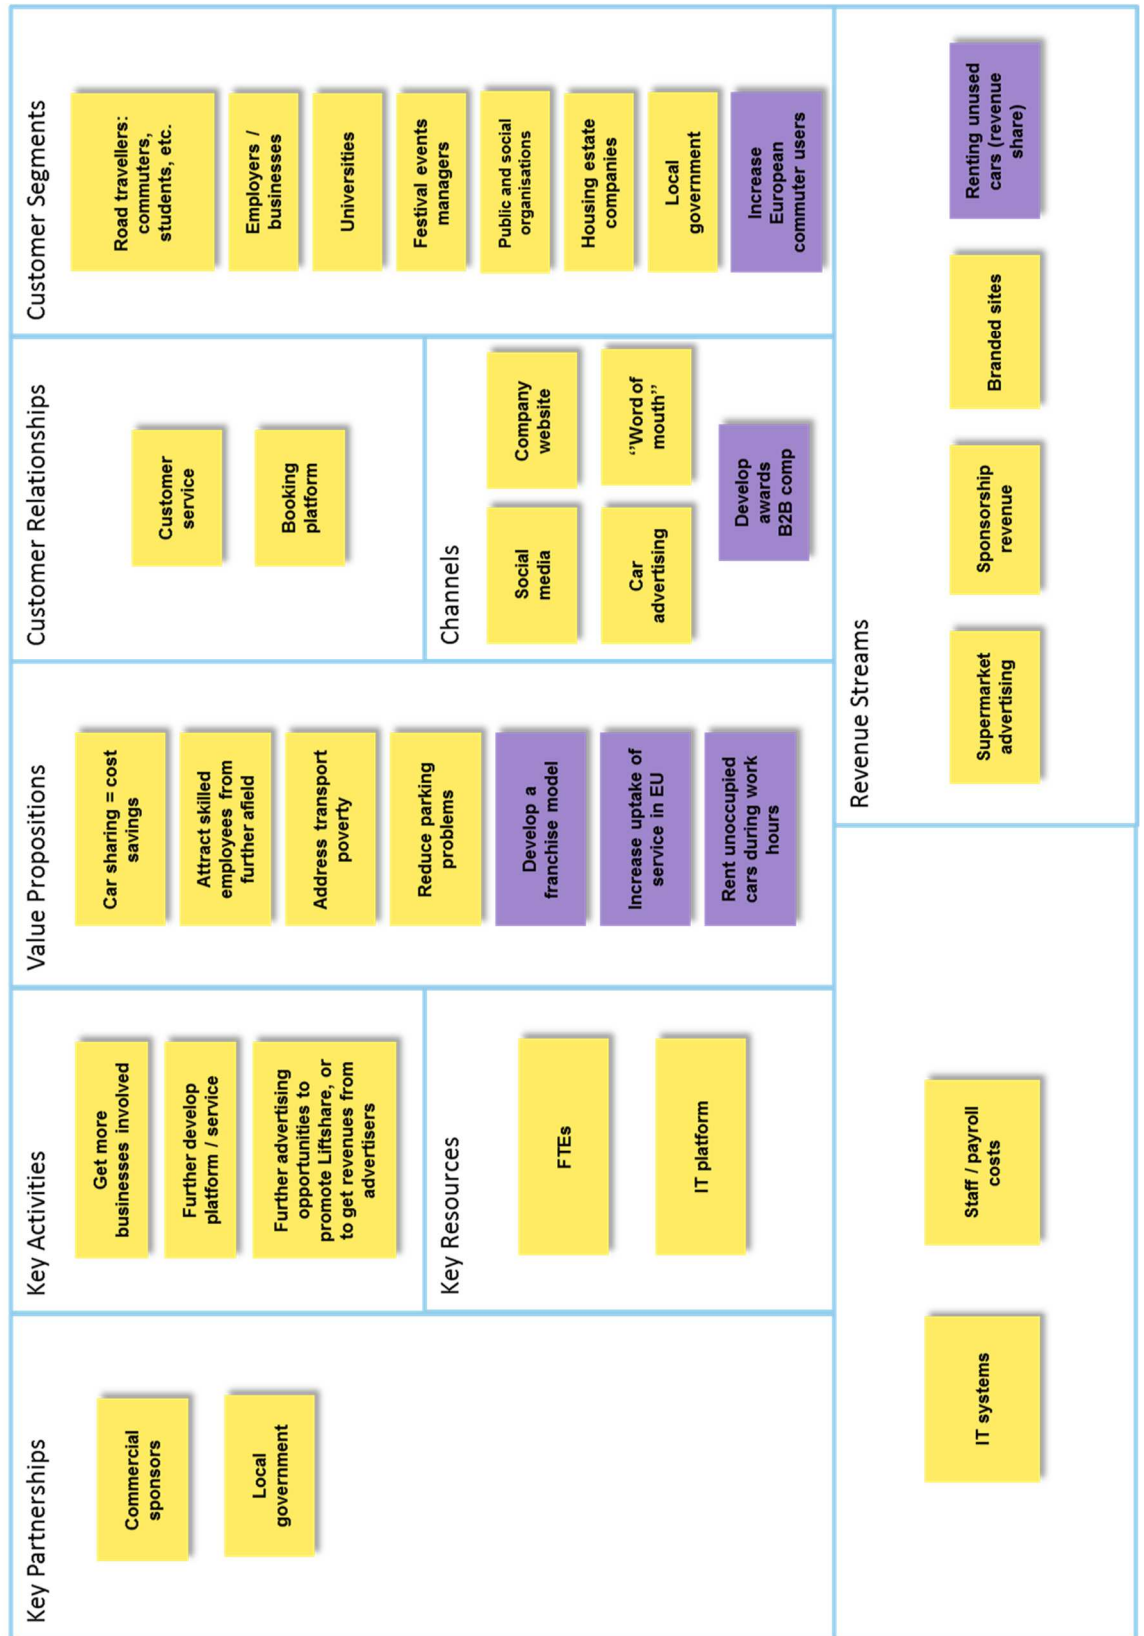 Key Partnerships
Commercial
sponsors
Local
government
Key Activities
Get more
businesses involved
Further develop
platform / service
Further advertising
opportunities to
promote Liftshare, or
to get revenues from
advertisers
Key Resources
FTEs
IT platform
Value Propositions
Car sharing = cost
savings
Attract skilled
employees from
further afield
Address transport
poverty
Reduce parking
problems
Develop a
franchise model
Increase uptake of
service in EU
Rent unoccupied
cars during work
hours
Customer Relationships
Customer
service
Booking
platform
Channels
Social
media
Company
website
Car
advertising
‘‘Word of
mouth’’
Develop
awards
B2B comp
Customer Segments
Road travellers:
commuters,
students, etc.
Employers /
businesses
Universities
Festival events
managers
Public and social
organisations
Housing estate
companies
Local
government
Increase
European
commuter users
IT systems
Staff / payroll
costs
Revenue Streams
Supermarket
advertising
Sponsorship
revenue
Branded sites
Renting unused
cars (revenue
share)